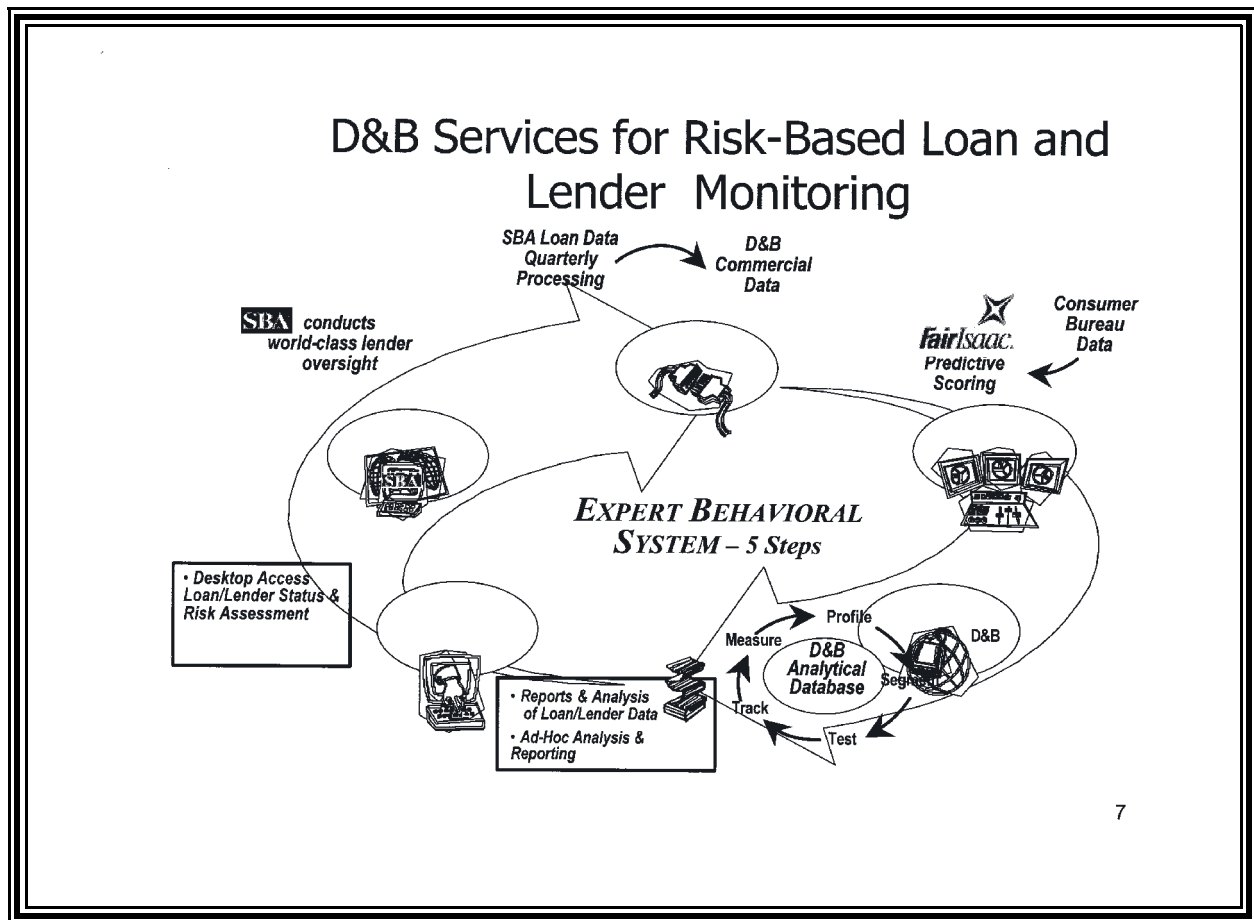 D&B Services for Risk-Based Loan and
Lender Monitoring
SBA Loan Data
Quarterly
Processing
D&B
Commercial
Data
SBA conducts
world-class lender
oversight
FairIsaac.
Predictive
Scoring
Consumer
Bureau
Data
SBA
EXPERT BEHAVIORAL
SYSTEM – 5 Steps
• Desktop Access
Loan/Lender Status &
Risk Assessment
Measure
Profile
D&B
D&B
Analytical
Database
Segment
Track
Test
• Reports & Analysis
of Loan/Lender Data
• Ad-Hoc Analysis &
Reporting
7